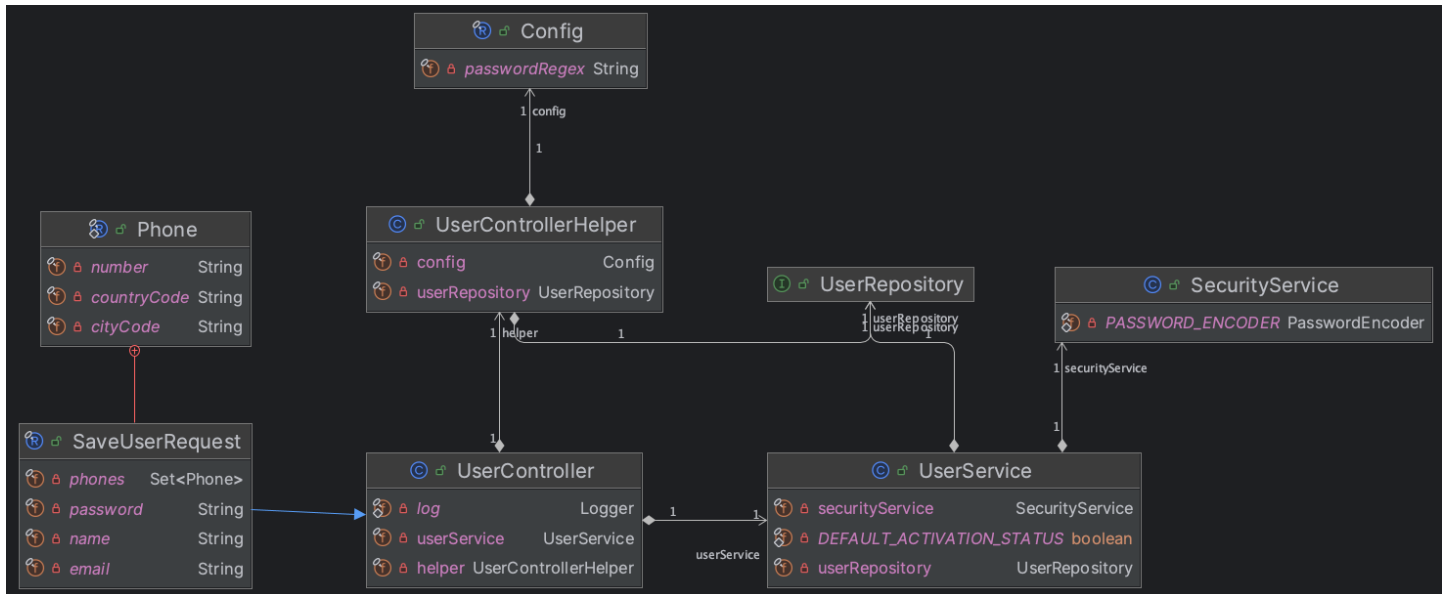 Config
passwordRegex String
1 config
1
Phone
number String
countryCode String
cityCode String
UserControllerHelper
config Config
userRepository UserRepository
UserRepository
SecurityService
PASSWORD_ENCODER PasswordEncoder
1 helper
1
1 userRepository
1 userRepository
1
1 securityService
1
1
SaveUserRequest
phones Set<Phone>
password String
name String
email String
UserController
log Logger
userService UserService
helper UserControllerHelper
1
1
userService
UserService
securityService SecurityService
DEFAULT_ACTIVATION_STATUS boolean
userRepository UserRepository